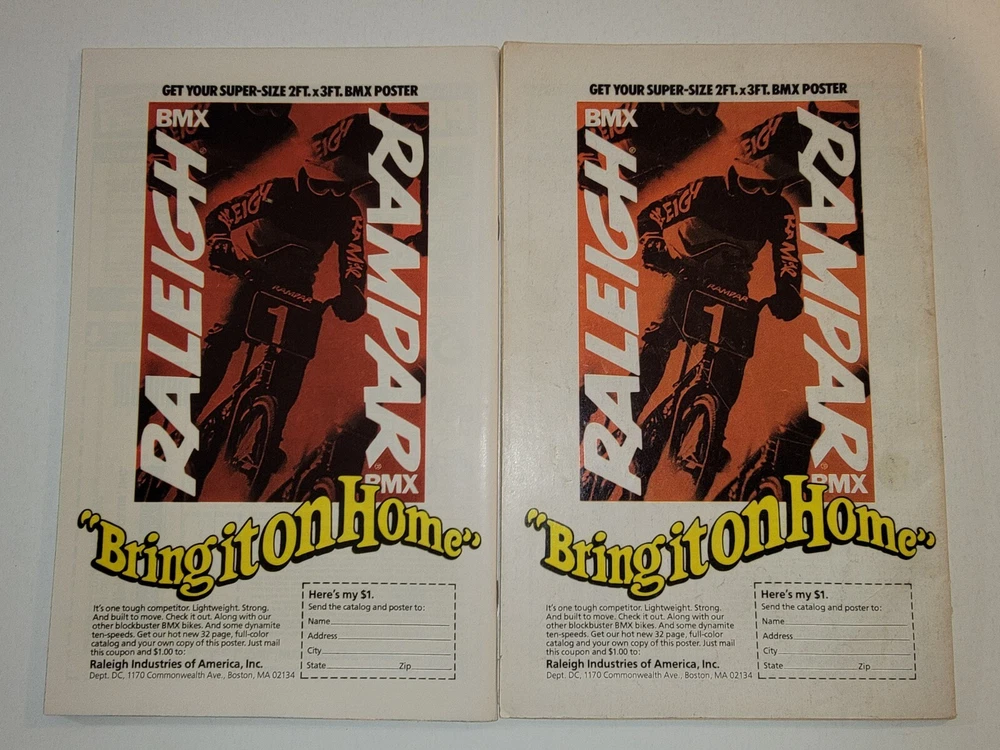 GET YOUR SUPER-SIZE 2FT. x 3FT. BMX POSTER
BMX
RALEIGH
RAMPAR
BMX
RALEIGH
RAMPAR
1
"Bring it on Home"
It's one tough competitor. Lightweight. Strong.
And built to move. Check it out. Along with our
other blockbuster BMX bikes. And some dynamite
ten-speeds. Get our hot new 32 page, full-color
catalog and your own copy of this poster. Just mail
this coupon and $1.00 to:
Raleigh Industries of America, Inc.
Dept. DC, 1170 Commonwealth Ave., Boston, MA 02134
Here's my $1.
Send the catalog and poster to:
Name
Address
City
State Zip
GET YOUR SUPER-SIZE 2FT. x 3FT. BMX POSTER
BMX
RALEIGH
RAMPAR
BMX
RALEIGH
RAMPAR
1
"Bring it on Home"
It's one tough competitor. Lightweight. Strong.
And built to move. Check it out. Along with our
other blockbuster BMX bikes. And some dynamite
ten-speeds. Get our hot new 32 page, full-color
catalog and your own copy of this poster. Just mail
this coupon and $1.00 to:
Raleigh Industries of America, Inc.
Dept. DC, 1170 Commonwealth Ave., Boston, MA 02134
Here's my $1.
Send the catalog and poster to:
Name
Address
City
State Zip